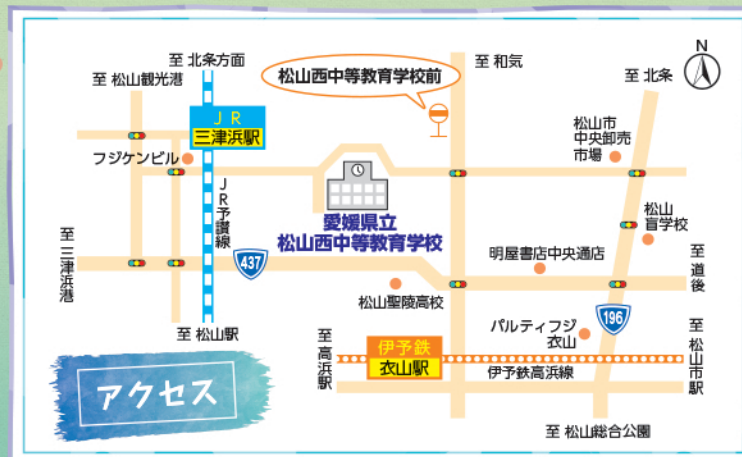 至 北条方面
至 松山観光港
松山西中等教育学校前
至 和気
至 北条
N
JR
三津浜駅
フジケンビル
松山市
中央卸売
市場
JR予讃線
愛媛県立
松山西中等教育学校
松山
盲学校
至 三津浜港
437
明屋書店中央通店
至 道後
松山聖陵高校
196
至 松山駅
パルティフジ
衣山
至 高浜駅
伊予鉄
衣山駅
伊予鉄高浜線
至 松山市駅
アクセス
至 松山総合公園